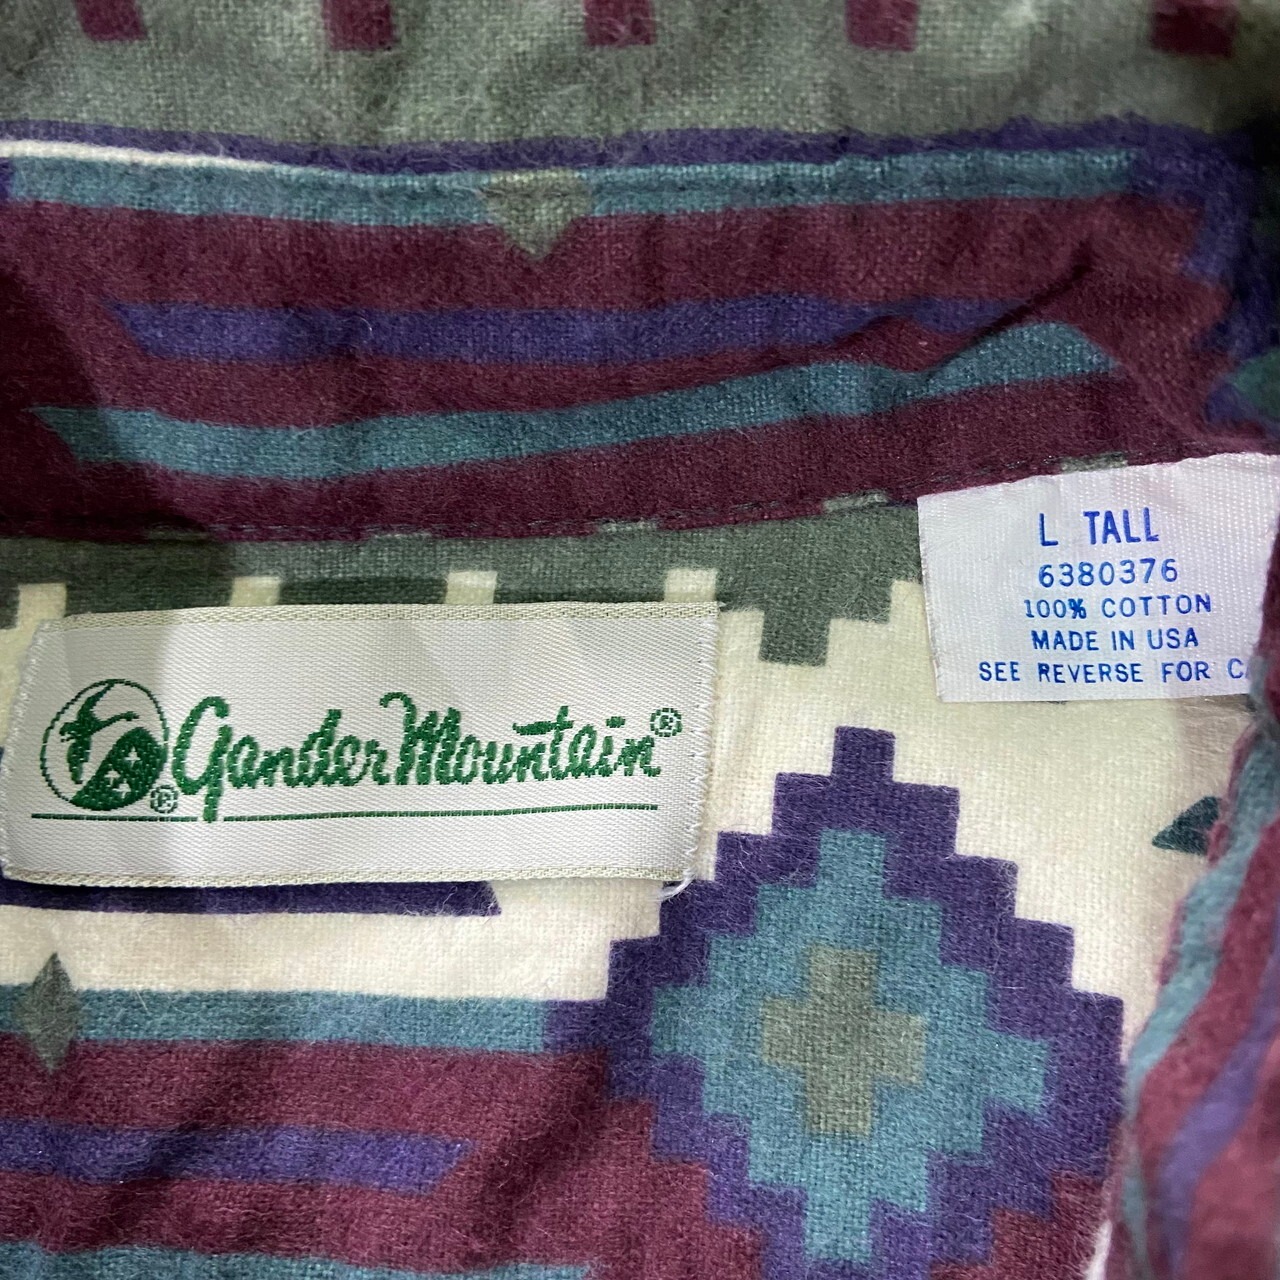 L TALL
6380376
100% COTTON
MADE IN USA
SEE REVERSE FOR
Gander Mountain®
®